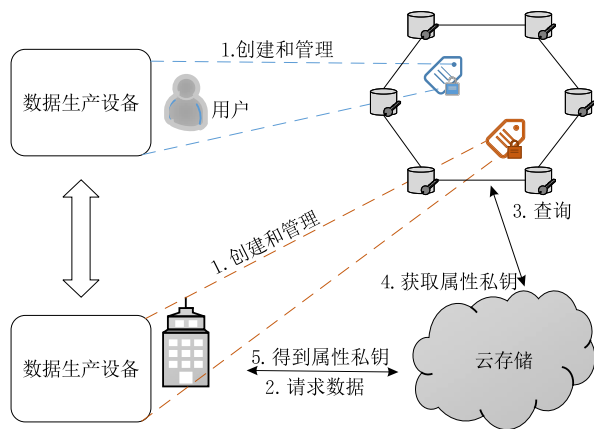 1.创建和管理
数据生产设备
用户
3.查询
1.创建和管理
4.获取属性私钥
数据生产设备
5.得到属性私钥
2.请求数据
云存储